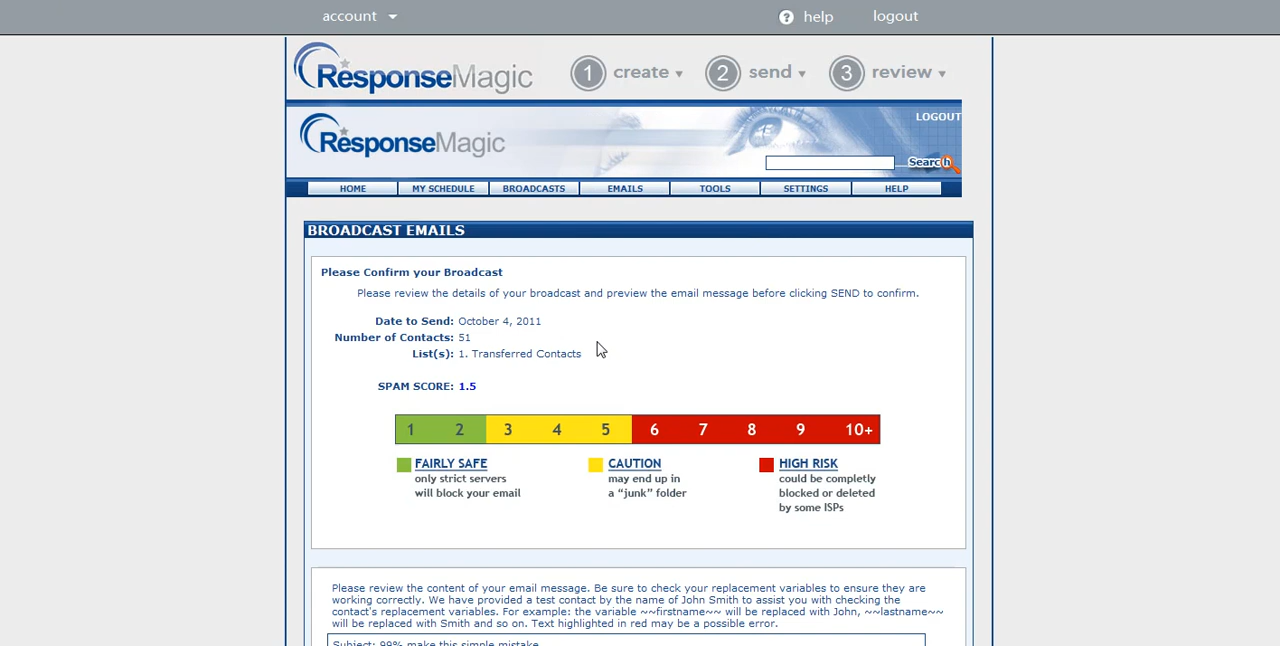 account
? help
logout
ResponseMagic
1 create
2 send
3 review
ResponseMagic
LOGOUT
Search
HOME
MY SCHEDULE
BROADCASTS
EMAILS
TOOLS
SETTINGS
HELP
BROADCAST EMAILS
Please Confirm your Broadcast
Please review the details of your broadcast and preview the email message before clicking SEND to confirm.
Date to Send: October 4, 2011
Number of Contacts: 51
List(s): 1. Transferred Contacts
SPAM SCORE: 1.5
1 2 3 4 5 6 7 8 9 10+
FAIRLY SAFE
only strict servers
will block your email
CAUTION
may end up in
a “junk” folder
HIGH RISK
could be completly
blocked or deleted
by some ISPs
Please review the content of your email message. Be sure to check your replacement variables to ensure they are
working correctly. We have provided a test contact by the name of John Smith to assist you with checking the
contact's replacement variables. For example: the variable ~~firstname~~ will be replaced with John, ~~lastname~~
will be replaced with Smith and so on. Text highlighted in red may be a possible error.
Subject: 99% make this simple mistake